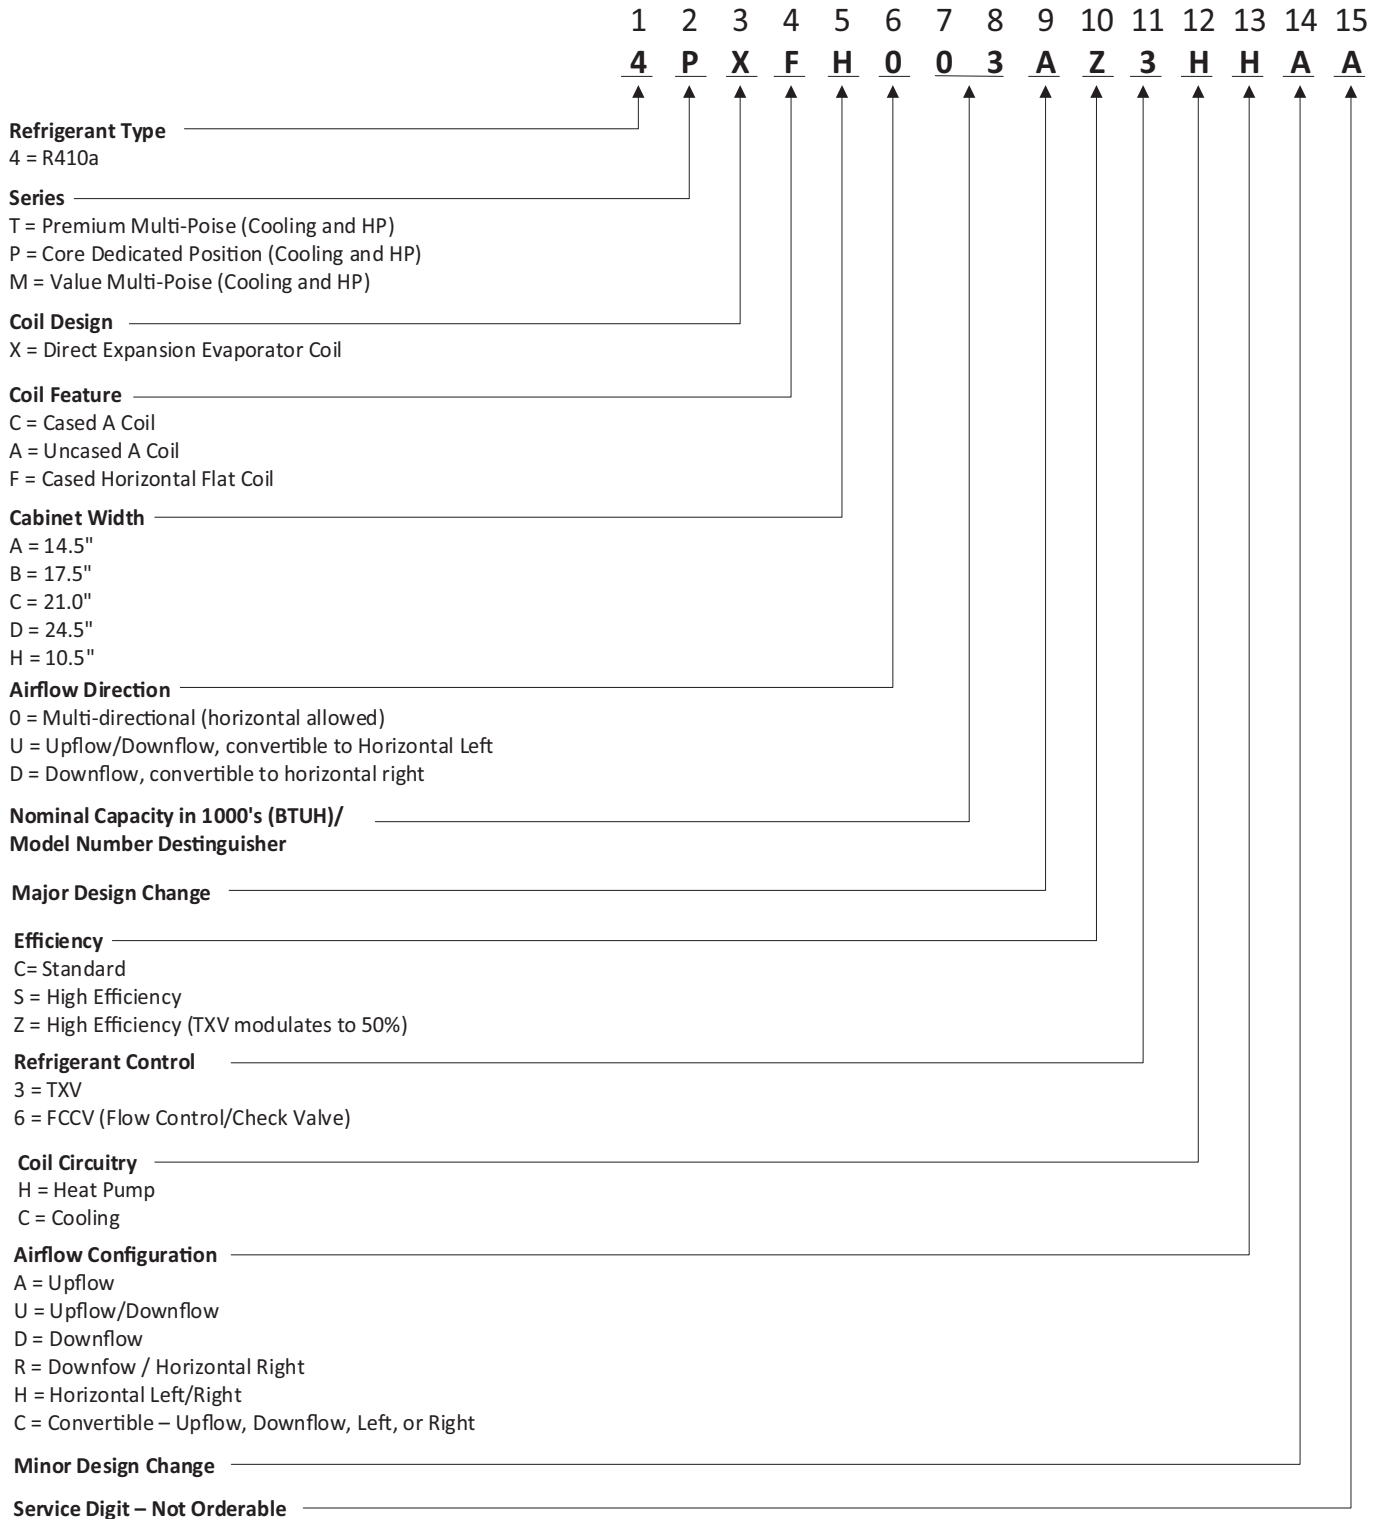 1 2 3 4 5 6 7 8 9 10 11 12 13 14 15
4 P X F H 0 0 3 A Z 3 H H A A
Refrigerant Type
4 = R410a
Series
T = Premium Multi-Poise (Cooling and HP)
P = Core Dedicated Position (Cooling and HP)
M = Value Multi-Poise (Cooling and HP)
Coil Design
X = Direct Expansion Evaporator Coil
Coil Feature
C = Cased A Coil
A = Uncased A Coil
F = Cased Horizontal Flat Coil
Cabinet Width
A = 14.5"
B = 17.5"
C = 21.0"
D = 24.5"
H = 10.5"
Airflow Direction
0 = Multi-directional (horizontal allowed)
U = Upflow/Downflow, convertible to Horizontal Left
D = Downflow, convertible to horizontal right
Nominal Capacity in 1000's (BTUH)/
Model Number Destinguisher
Major Design Change
Efficiency
C= Standard
S = High Efficiency
Z = High Efficiency (TXV modulates to 50%)
Refrigerant Control
3 = TXV
6 = FCCV (Flow Control/Check Valve)
Coil Circuitry
H = Heat Pump
C = Cooling
Airflow Configuration
A = Upflow
U = Upflow/Downflow
D = Downflow
R = Downfow / Horizontal Right
H = Horizontal Left/Right
C = Convertible – Upflow, Downflow, Left, or Right
Minor Design Change
Service Digit – Not Orderable